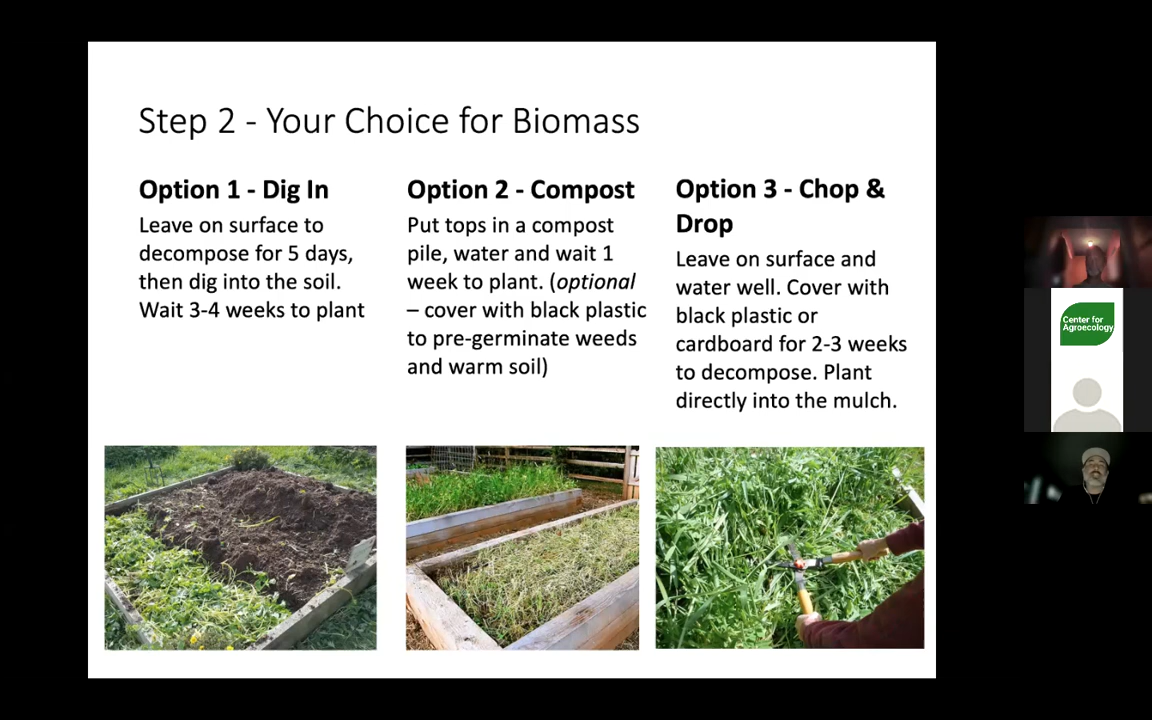 Step 2 - Your Choice for Biomass
Option 1 - Dig In
Leave on surface to
decompose for 5 days,
then dig into the soil.
Wait 3-4 weeks to plant
Option 2 - Compost
Put tops in a compost
pile, water and wait 1
week to plant. (optional
– cover with black plastic
to pre-germinate weeds
and warm soil)
Option 3 - Chop &
Drop
Leave on surface and
water well. Cover with
black plastic or
cardboard for 2-3 weeks
to decompose. Plant
directly into the mulch.
Center for
Agroecology